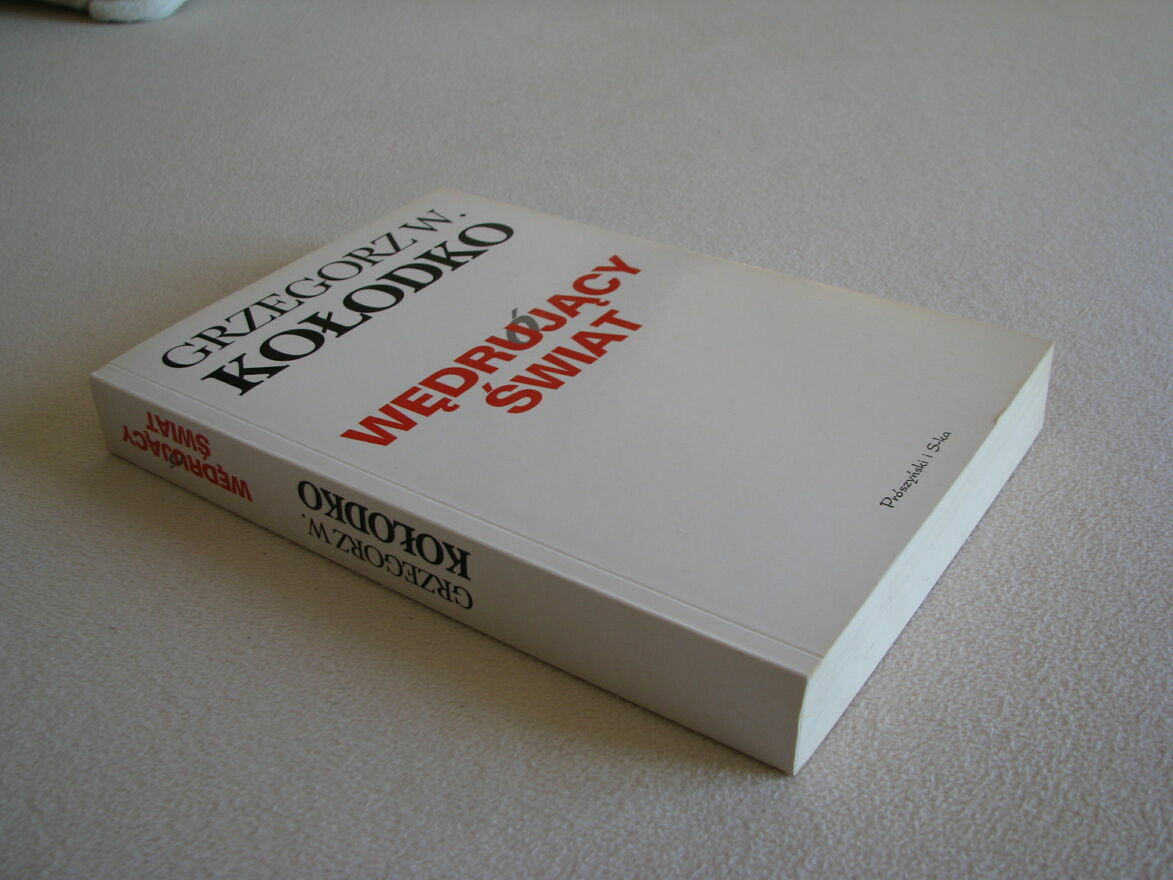 GRZEGORZ W.
KOŁODKO
WĘDRUJĄCY
ŚWIAT
Prószyński i S-ka
GRZEGORZ W.
KOŁODKO
WĘDRUJĄCY
ŚWIAT